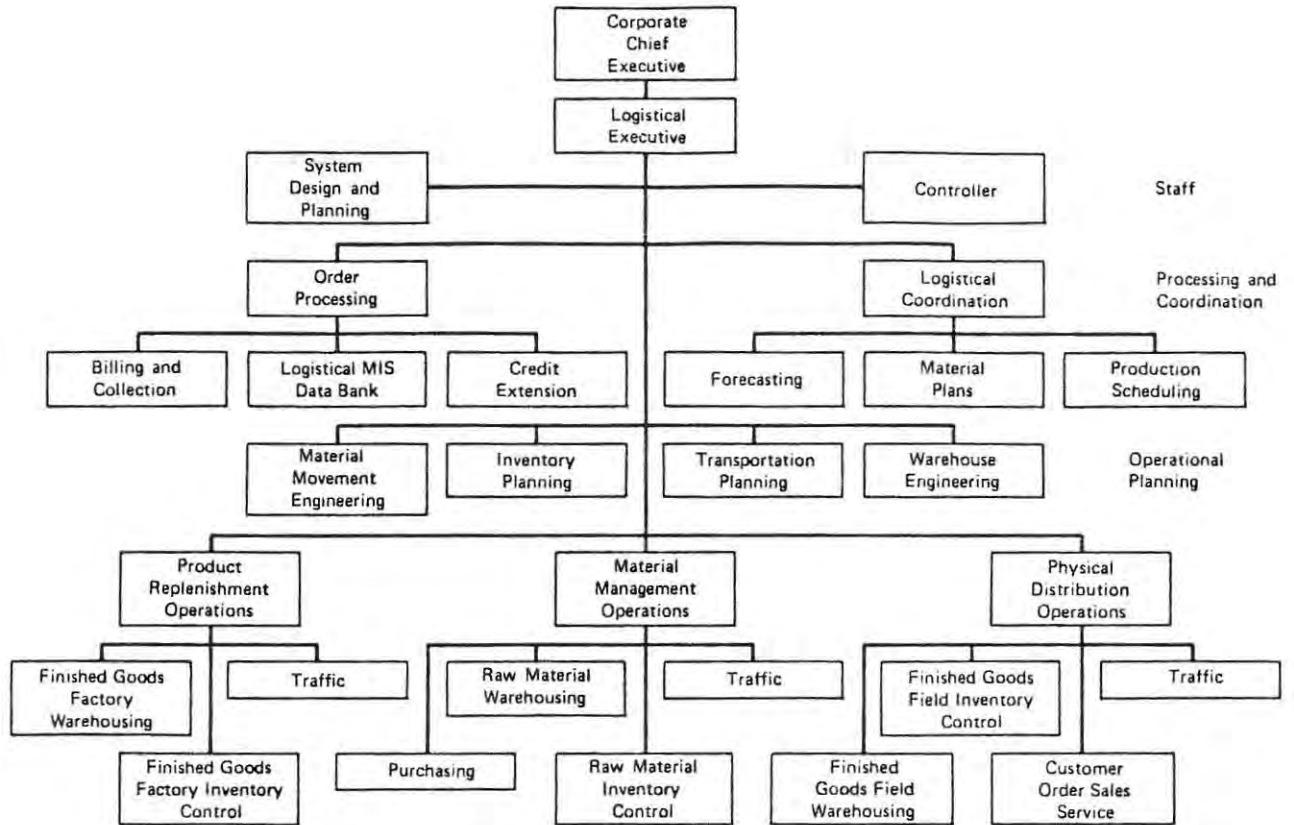 Corporate
Chief
Executive
Logistical
Executive
System
Design and
Planning
Controller
Staff
Order
Processing
Logistical
Coordination
Processing and
Coordination
Billing and
Collection
Logistical MIS
Data Bank
Credit
Extension
Forecasting
Material
Plans
Production
Scheduling
Material
Movement
Engineering
Inventory
Planning
Transportation
Planning
Warehouse
Engineering
Operational
Planning
Product
Replenishment
Operations
Material
Management
Operations
Physical
Distribution
Operations
Finished Goods
Factory
Warehousing
Traffic
Raw Material
Warehousing
Traffic
Finished Goods
Field Inventory
Control
Traffic
Finished Goods
Factory Inventory
Control
Purchasing
Raw Material
Inventory
Control
Finished
Goods Field
Warehousing
Customer
Order Sales
Service